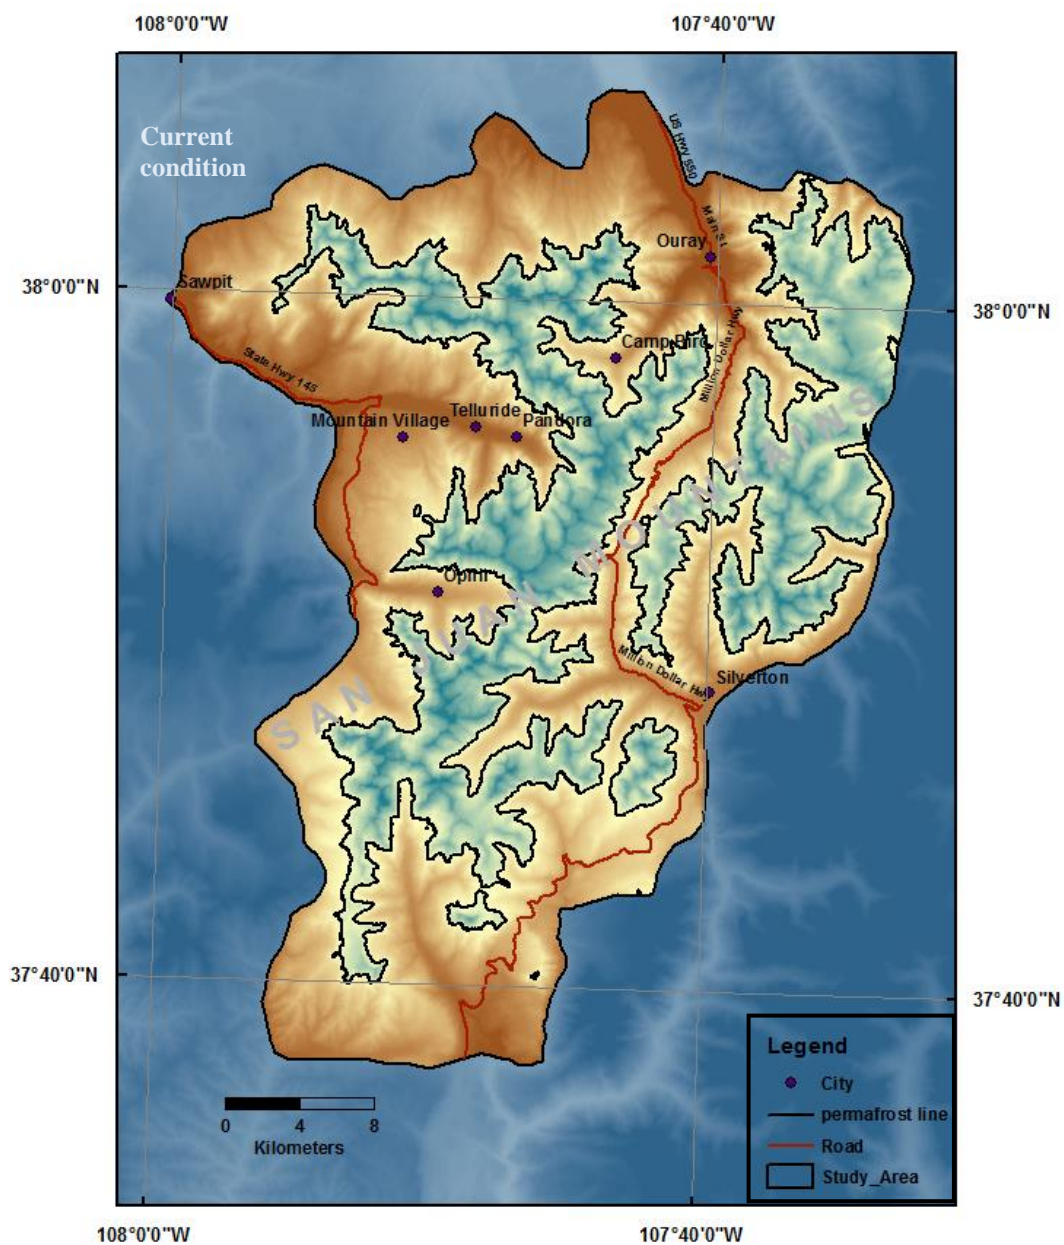 108°0'0"W
107°40'0"W
Current
condition
US HWY 550
Main St
Ouray
38°0'0"N
Sawpit
38°0'0"N
Camp Bird
Million Dollar Hwy
State Hwy 145
Telluride
Mountain Village
Pandora
SAN JUAN MOUNTAINS
Ophir
Million Dollar Hwy
Silverton
37°40'0"N
37°40'0"N
Legend
City
permafrost line
Road
Study_Area
0 4 8
Kilometers
108°0'0"W
107°40'0"W